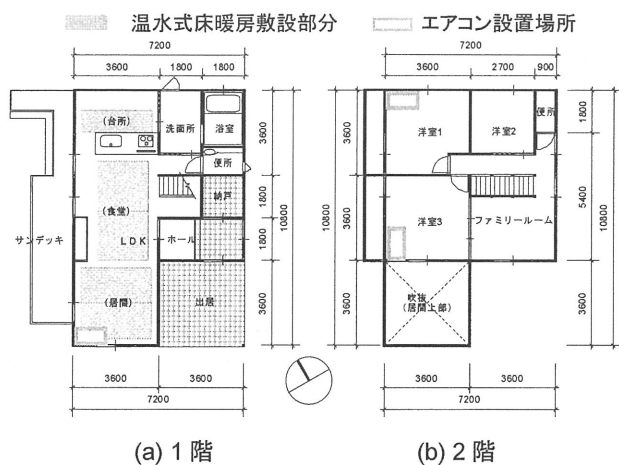 温水式床暖房敷設部分
エアコン設置場所
7200
3600
1800
1800
(台所)
洗面所
浴室
便所
(食堂)
納戸
サンデッキ
LDK
ホール
(居間)
出居
3600
1800
1800
3600
10800
3600
3600
7200
(a) 1階
7200
3600
2700
900
便所
洋室1
洋室2
洋室3
ファミリールーム
吹抜
(居間上部)
3600
3600
3600
10800
1800
5400
3600
10800
3600
3600
7200
(b) 2階